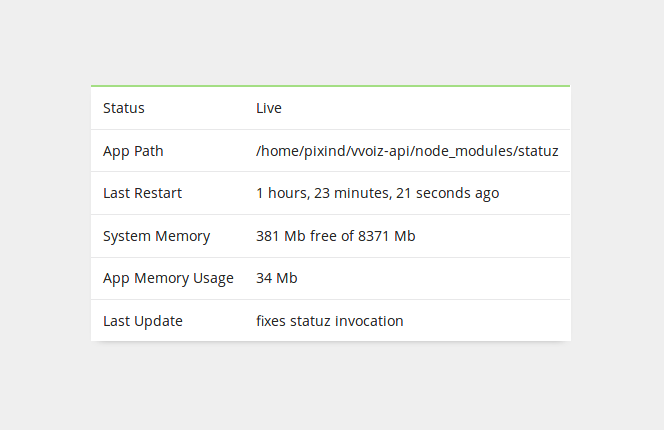 Status Live
App Path /home/pixind/vvoiz-api/node_modules/statuz
Last Restart 1 hours, 23 minutes, 21 seconds ago
System Memory 381 Mb free of 8371 Mb
App Memory Usage 34 Mb
Last Update fixes statuz invocation